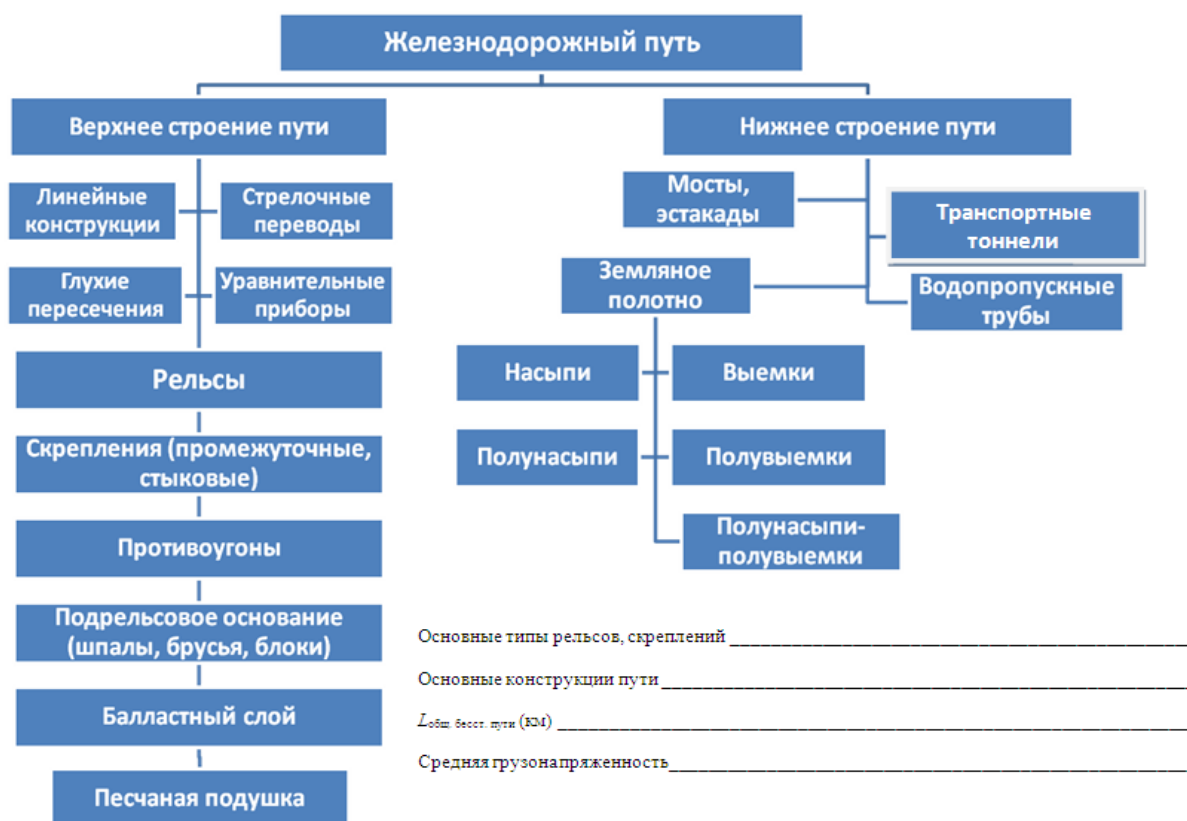 Железнодорожный путь
Верхнее строение пути
Линейные
конструкции
Стрелочные
переводы
Глухие
пересечения
Уравнительные
приборы
Рельсы
Скрепления (промежуточные,
стыковые)
Противоугоны
Подрельсовое основание
(шпалы, брусья, блоки)
Балластный слой
Песчаная подушка
Нижнее строение пути
Мосты,
эстакады
Транспортные
тоннели
Земляное
полотно
Водопропускные
трубы
Насыпи
Выемки
Полунасыпи
Полувыемки
Полунасыпи-
полувыемки
Основные типы рельсов, скреплений
Основные конструкции пути
Lобщ. бесст. пути (км)
Средняя грузонапряженность